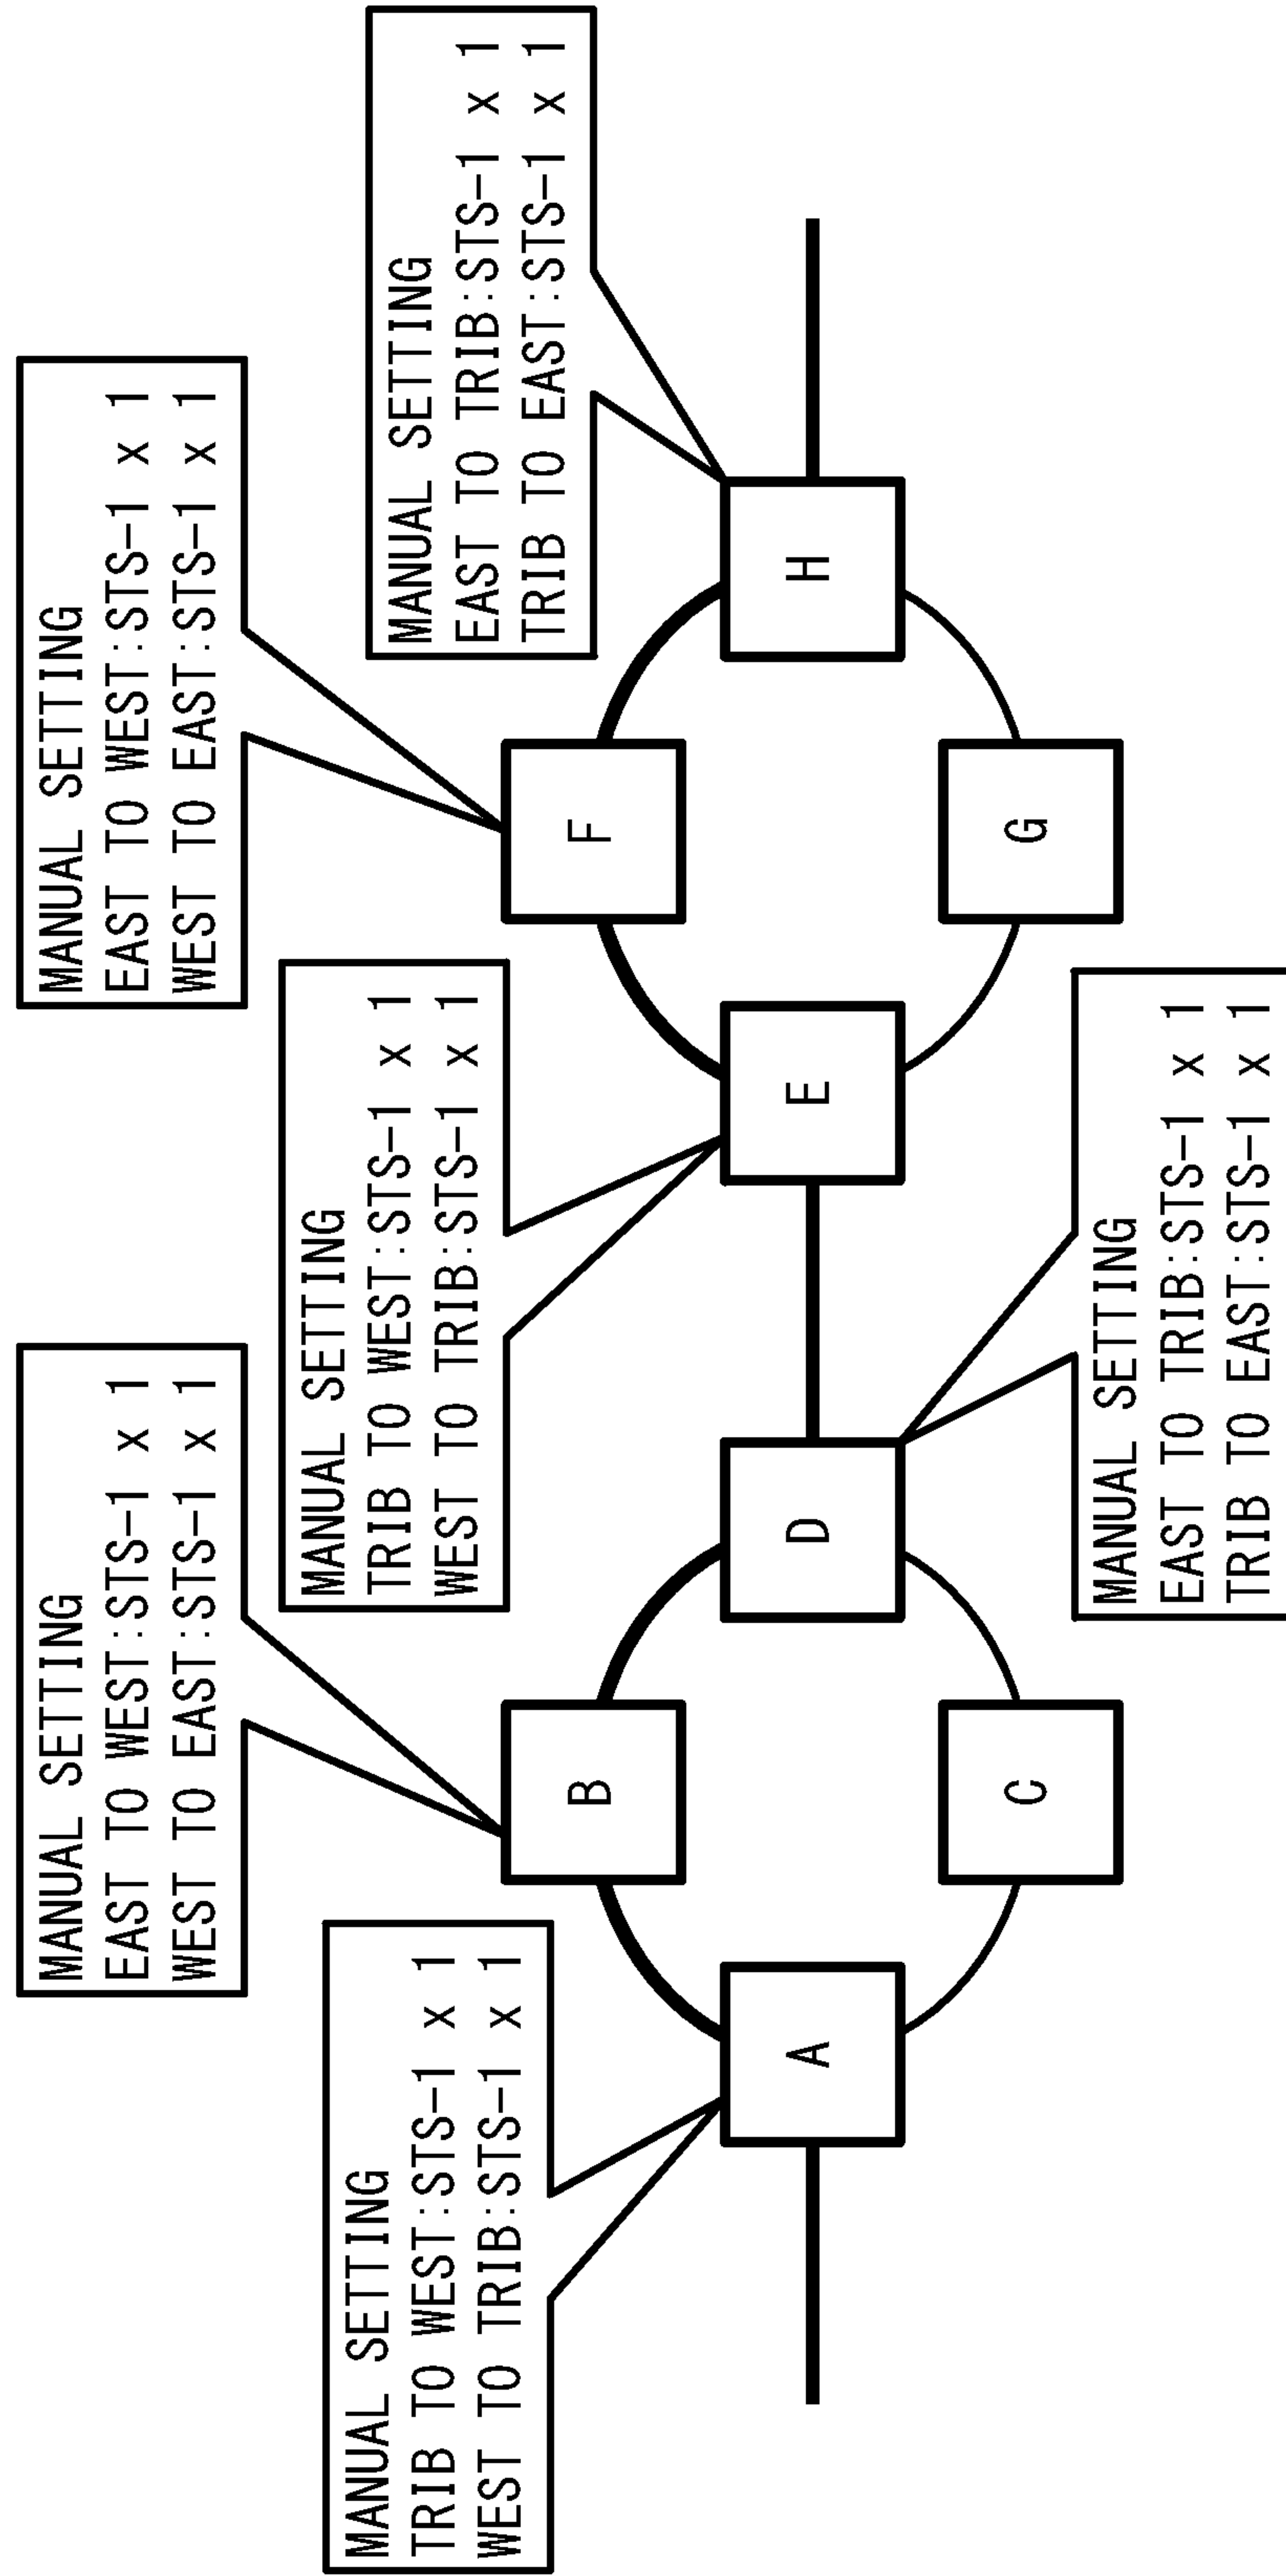 MANUAL SETTING
EAST TO WEST:STS-1 x 1
WEST TO EAST:STS-1 x 1
MANUAL SETTING
EAST TO WEST:STS-1 x 1
WEST TO EAST:STS-1 x 1
MANUAL SETTING
TRIB TO WEST:STS-1 x 1
WEST TO TRIB:STS-1 x 1
MANUAL SETTING
TRIB TO WEST:STS-1 x 1
WEST TO TRIB:STS-1 x 1
MANUAL SETTING
EAST TO TRIB:STS-1 x 1
TRIB TO EAST:STS-1 x 1
B
F
A
D
E
H
C
G
MANUAL SETTING
EAST TO TRIB:STS-1 x 1
TRIB TO EAST:STS-1 x 1